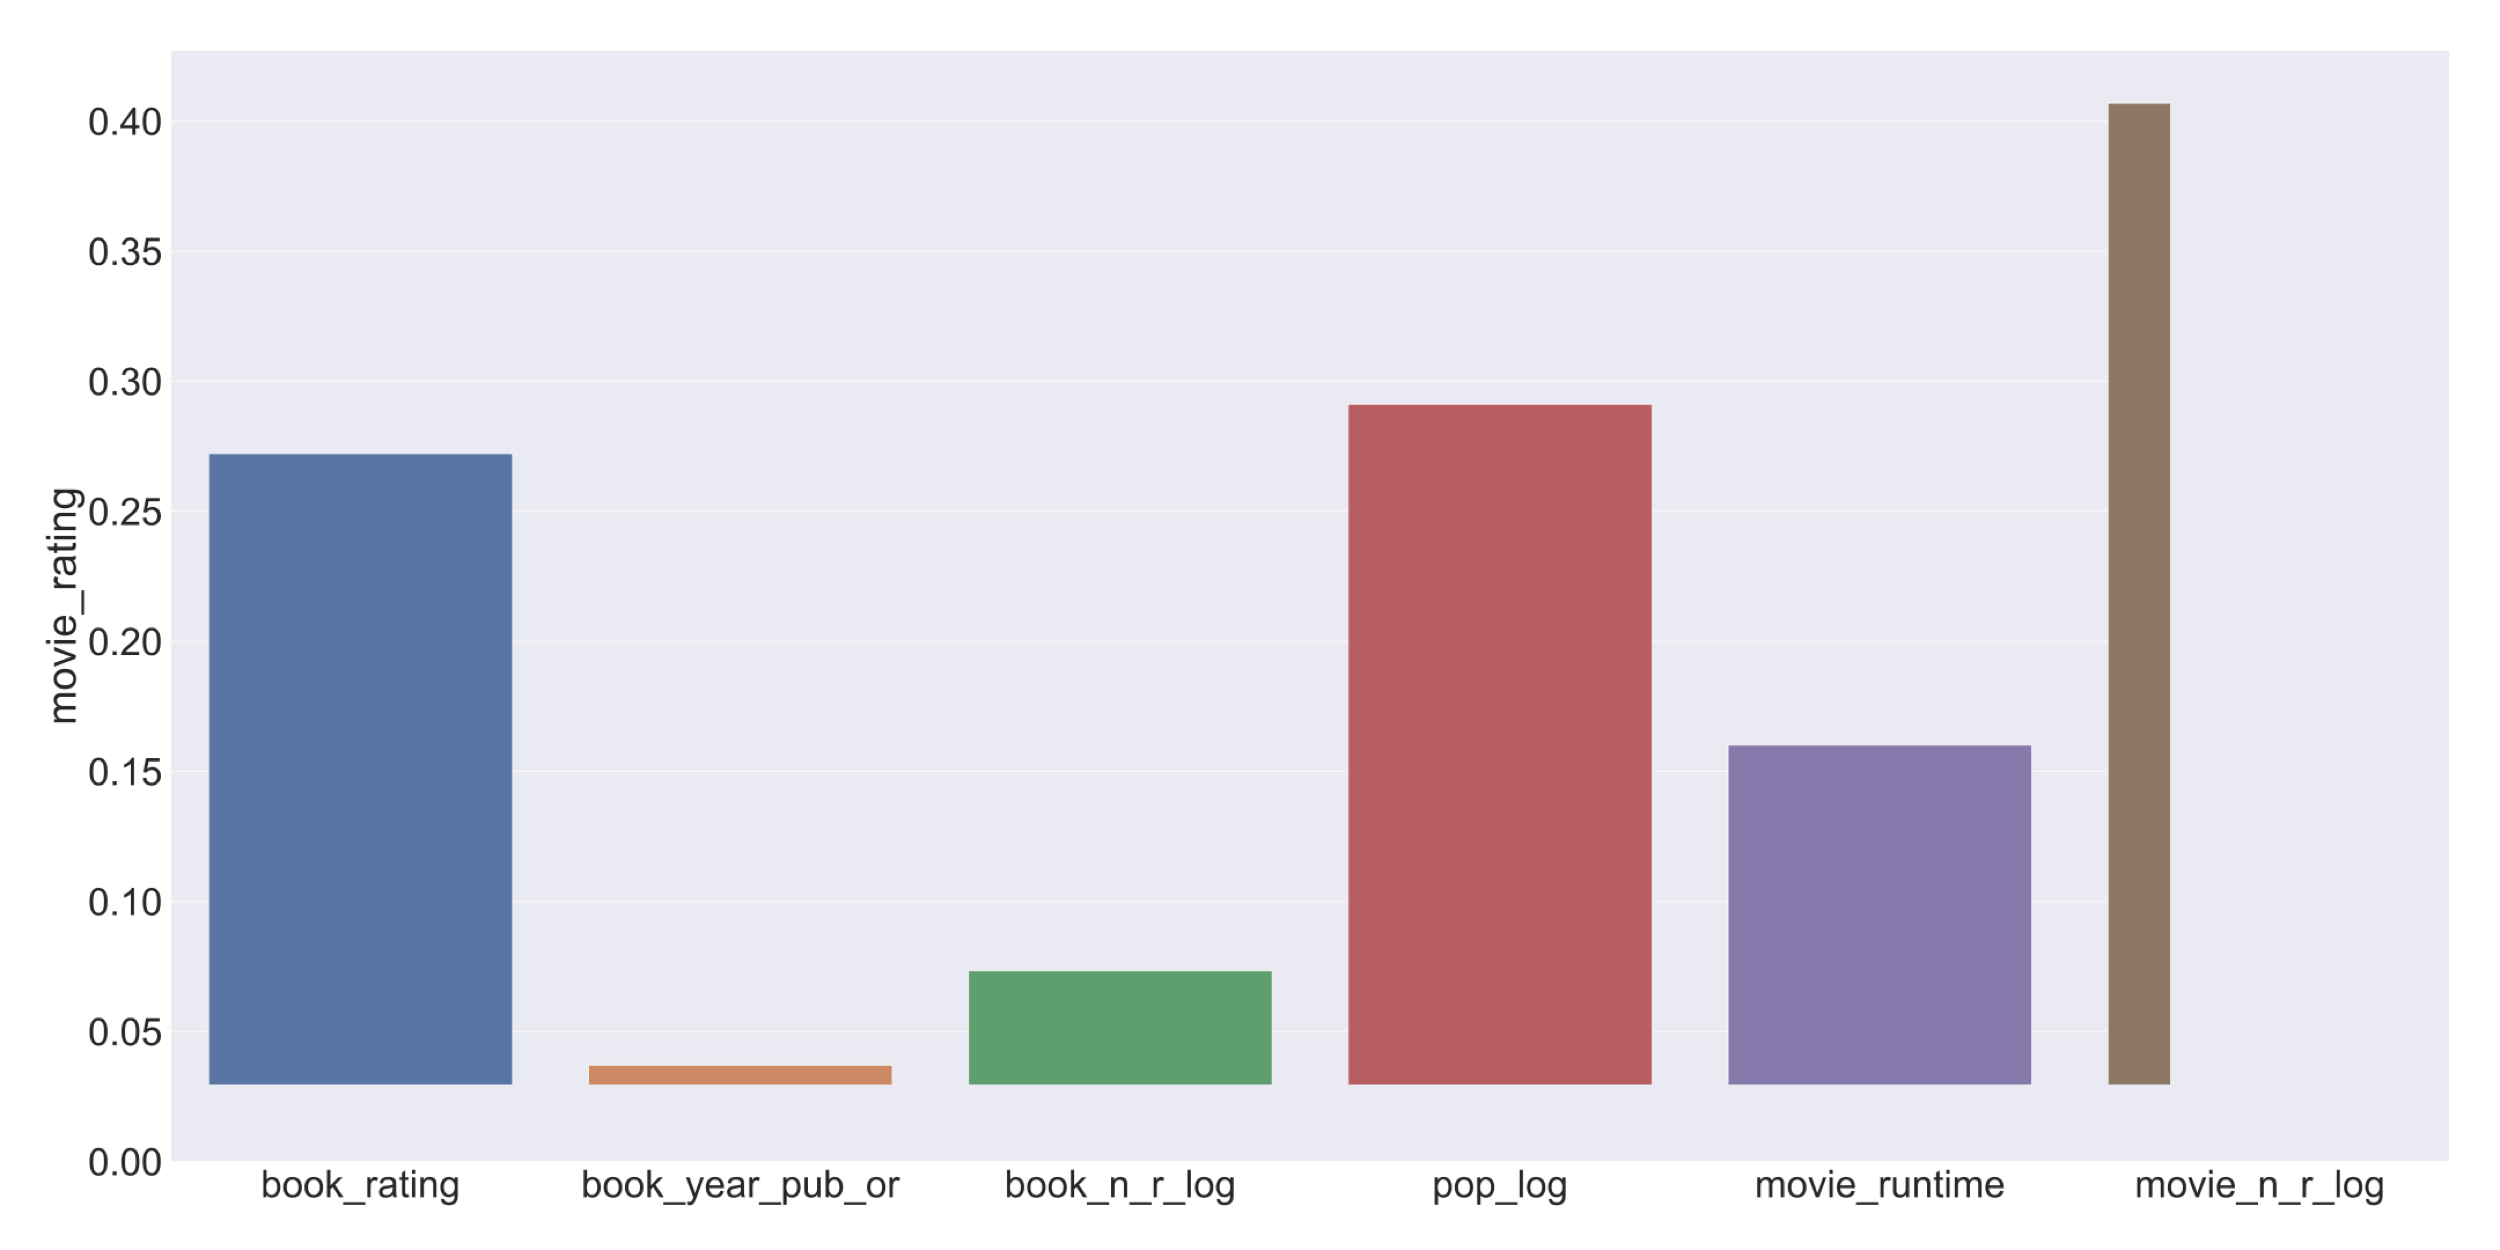 movie_rating
0.40
0.35
0.30
0.25
0.20
0.15
0.10
0.05
0.00
book_rating
book_year_pub_or
book_n_r_log
pop_log
movie_runtime
movie_n_r_log